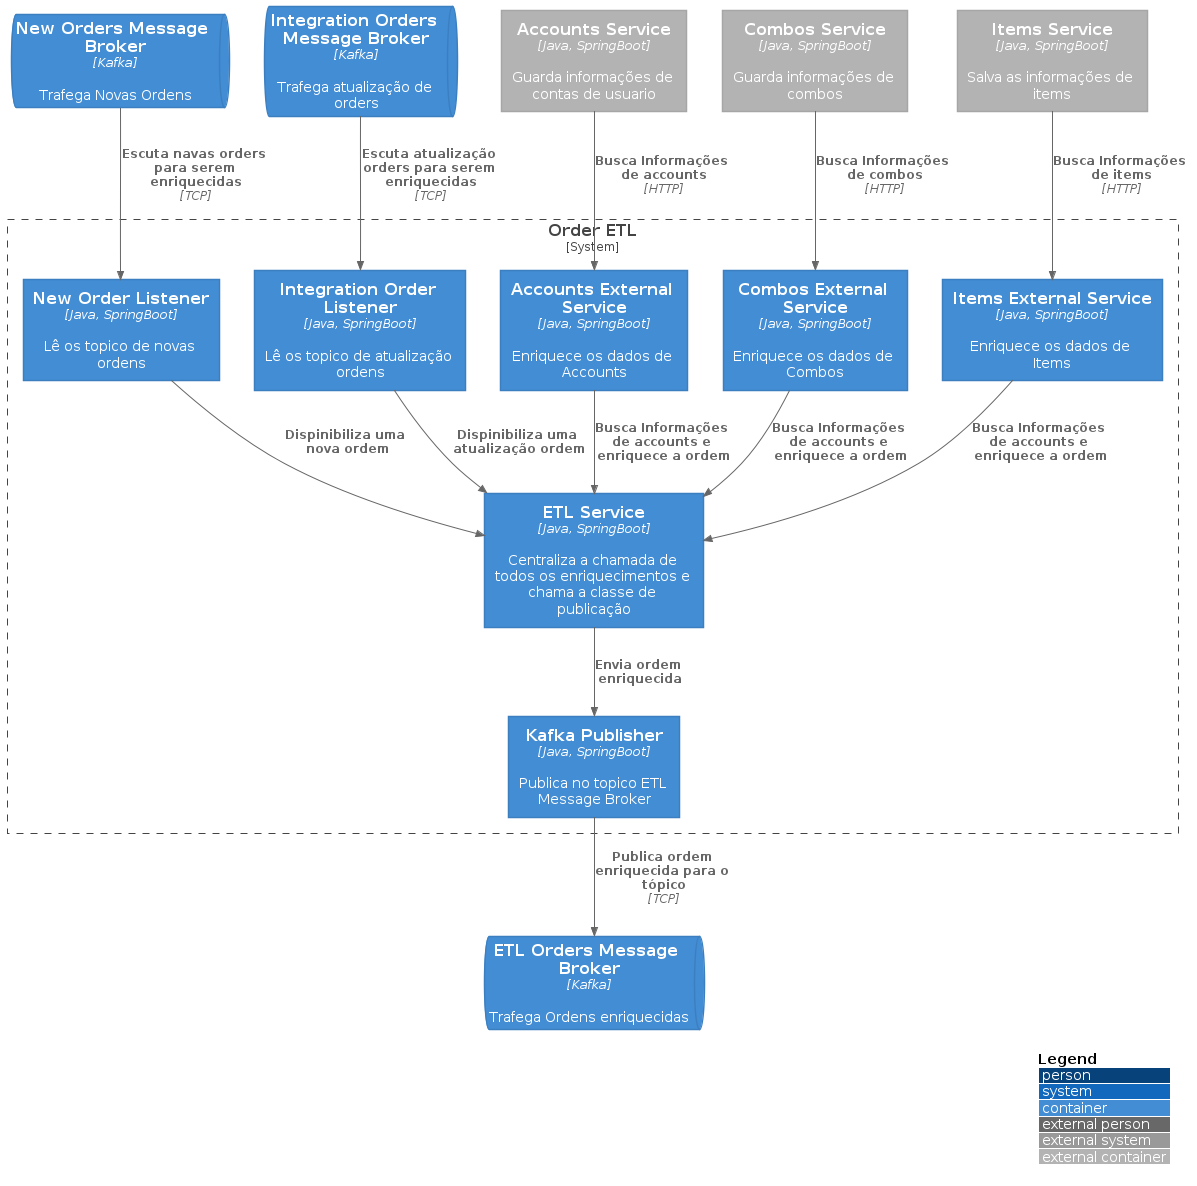 New Orders Message
Broker
[Kafka]
Trafega Novas Ordens
Integration Orders
Message Broker
[Kafka]
Trafega atualização de
orders
Accounts Service
[Java, SpringBoot]
Guarda informações de
contas de usuario
Combos Service
[Java, SpringBoot]
Guarda informações de
combos
Items Service
[Java, SpringBoot]
Salva as informações de
items
Escuta navas orders
para serem
enriquecidas
[TCP]
Escuta atualização
orders para serem
enriquecidas
[TCP]
Busca Informações
de accounts
[HTTP]
Busca Informações
de combos
[HTTP]
Busca Informações
de items
[HTTP]
Order ETL
[System]
New Order Listener
[Java, SpringBoot]
Lê os topico de novas
ordens
Integration Order
Listener
[Java, SpringBoot]
Lê os topico de atualização
ordens
Accounts External
Service
[Java, SpringBoot]
Enriquece os dados de
Accounts
Combos External
Service
[Java, SpringBoot]
Enriquece os dados de
Combos
Items External Service
[Java, SpringBoot]
Enriquece os dados de
Items
Dispinibiliza uma
nova ordem
Dispinibiliza uma
atualização ordem
Busca Informações
de accounts e
enriquece a ordem
Busca Informações
de accounts e
enriquece a ordem
Busca Informações
de accounts e
enriquece a ordem
ETL Service
[Java, SpringBoot]
Centraliza a chamada de
todos os enriquecimentos e
chama a classe de
publicação
Envia ordem
enriquecida
Kafka Publisher
[Java, SpringBoot]
Publica no topico ETL
Message Broker
Publica ordem
enriquecida para o
tópico
[TCP]
ETL Orders Message
Broker
[Kafka]
Trafega Ordens enriquecidas
Legend
person
system
container
external person
external system
external container